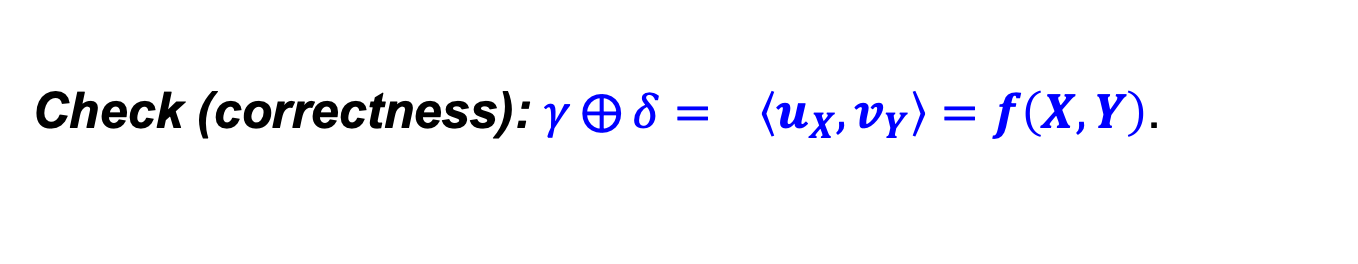 Check (correctness): γ ⊕ δ = ⟨u_X, v_Y⟩ = f(X, Y).